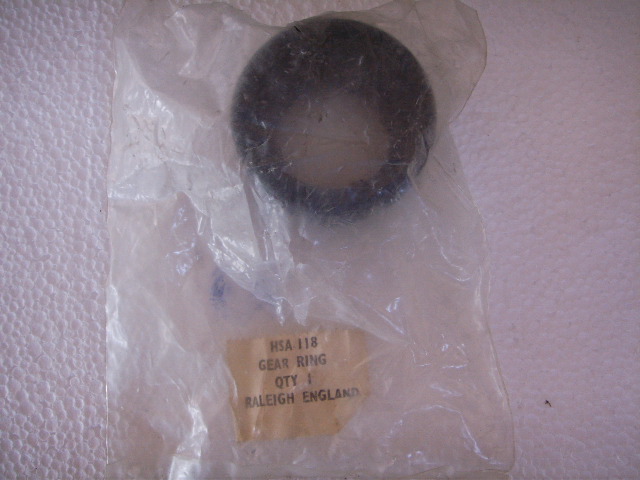 HSA 118
GEAR RING
QTY 1
RALEIGH ENGLAND